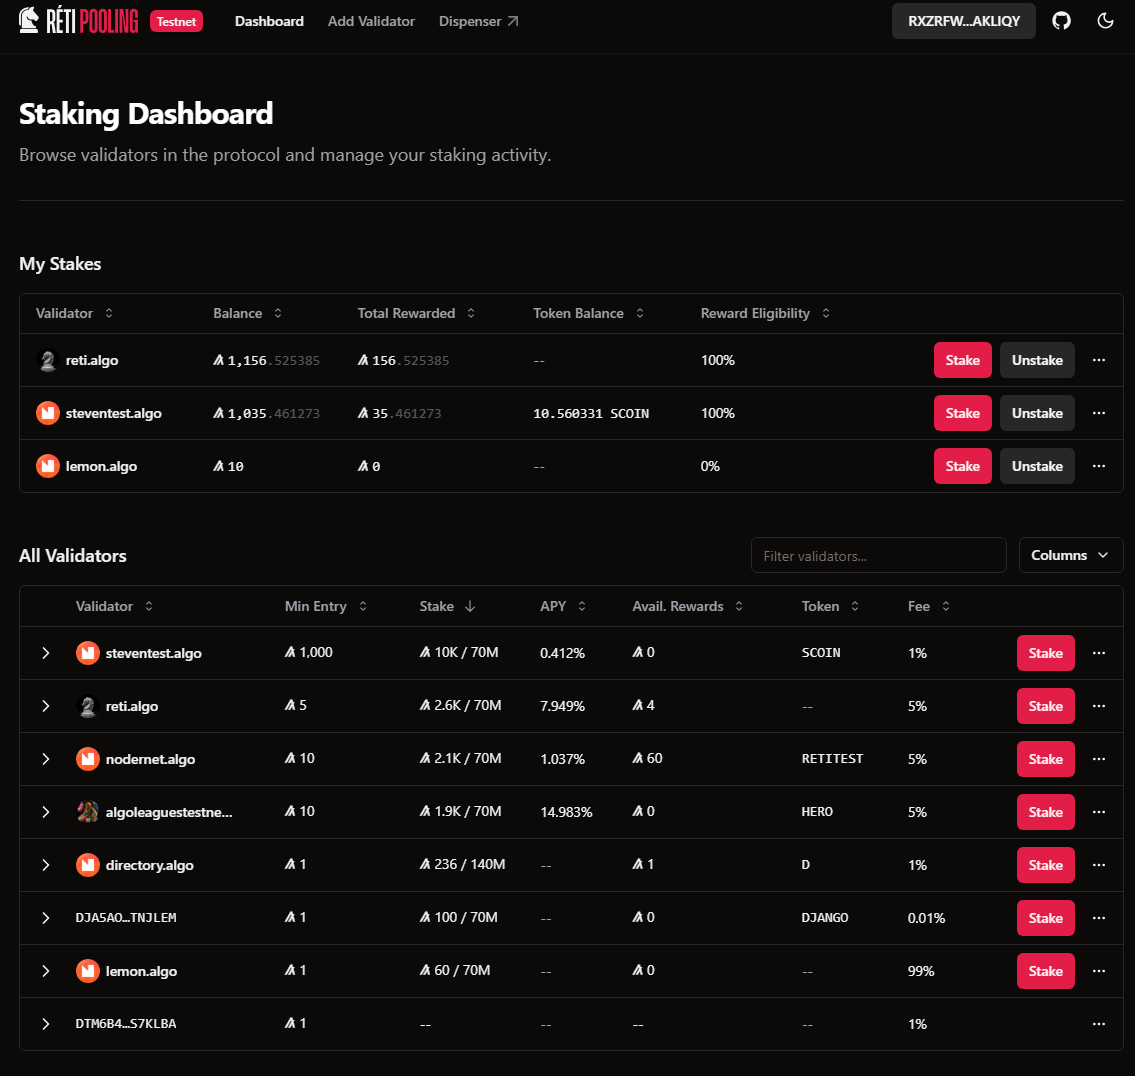 RÉTI POOLING Testnet Dashboard Add Validator Dispenser RXZRFW...AKLIQY
Staking Dashboard
Browse validators in the protocol and manage your staking activity.
My Stakes
Validator Balance Total Rewarded Token Balance Reward Eligibility
reti.algo 1,156.525385 156.525385 -- 100% Stake Unstake ...
steventest.algo 1,035.461273 35.461273 10.560331 SCOIN 100% Stake Unstake ...
lemon.algo 10 0 -- 0% Stake Unstake ...
All Validators Filter validators... Columns
Validator Min Entry Stake APY Avail. Rewards Token Fee
steventest.algo 1,000 10K / 70M 0.412% 0 SCOIN 1% Stake ...
reti.algo 5 2.6K / 70M 7.949% 4 -- 5% Stake ...
nodernet.algo 10 2.1K / 70M 1.037% 60 RETITEST 5% Stake ...
algoleaguestestne... 10 1.9K / 70M 14.983% 0 HERO 5% Stake ...
directory.algo 1 236 / 140M -- 1 D 1% Stake ...
DJA5AO...TNJLEM 1 100 / 70M -- 0 DJANGO 0.01% Stake ...
lemon.algo 1 60 / 70M -- 0 -- 99% Stake ...
DTM6B4...S7KLBA 1 -- -- -- -- 1% ...